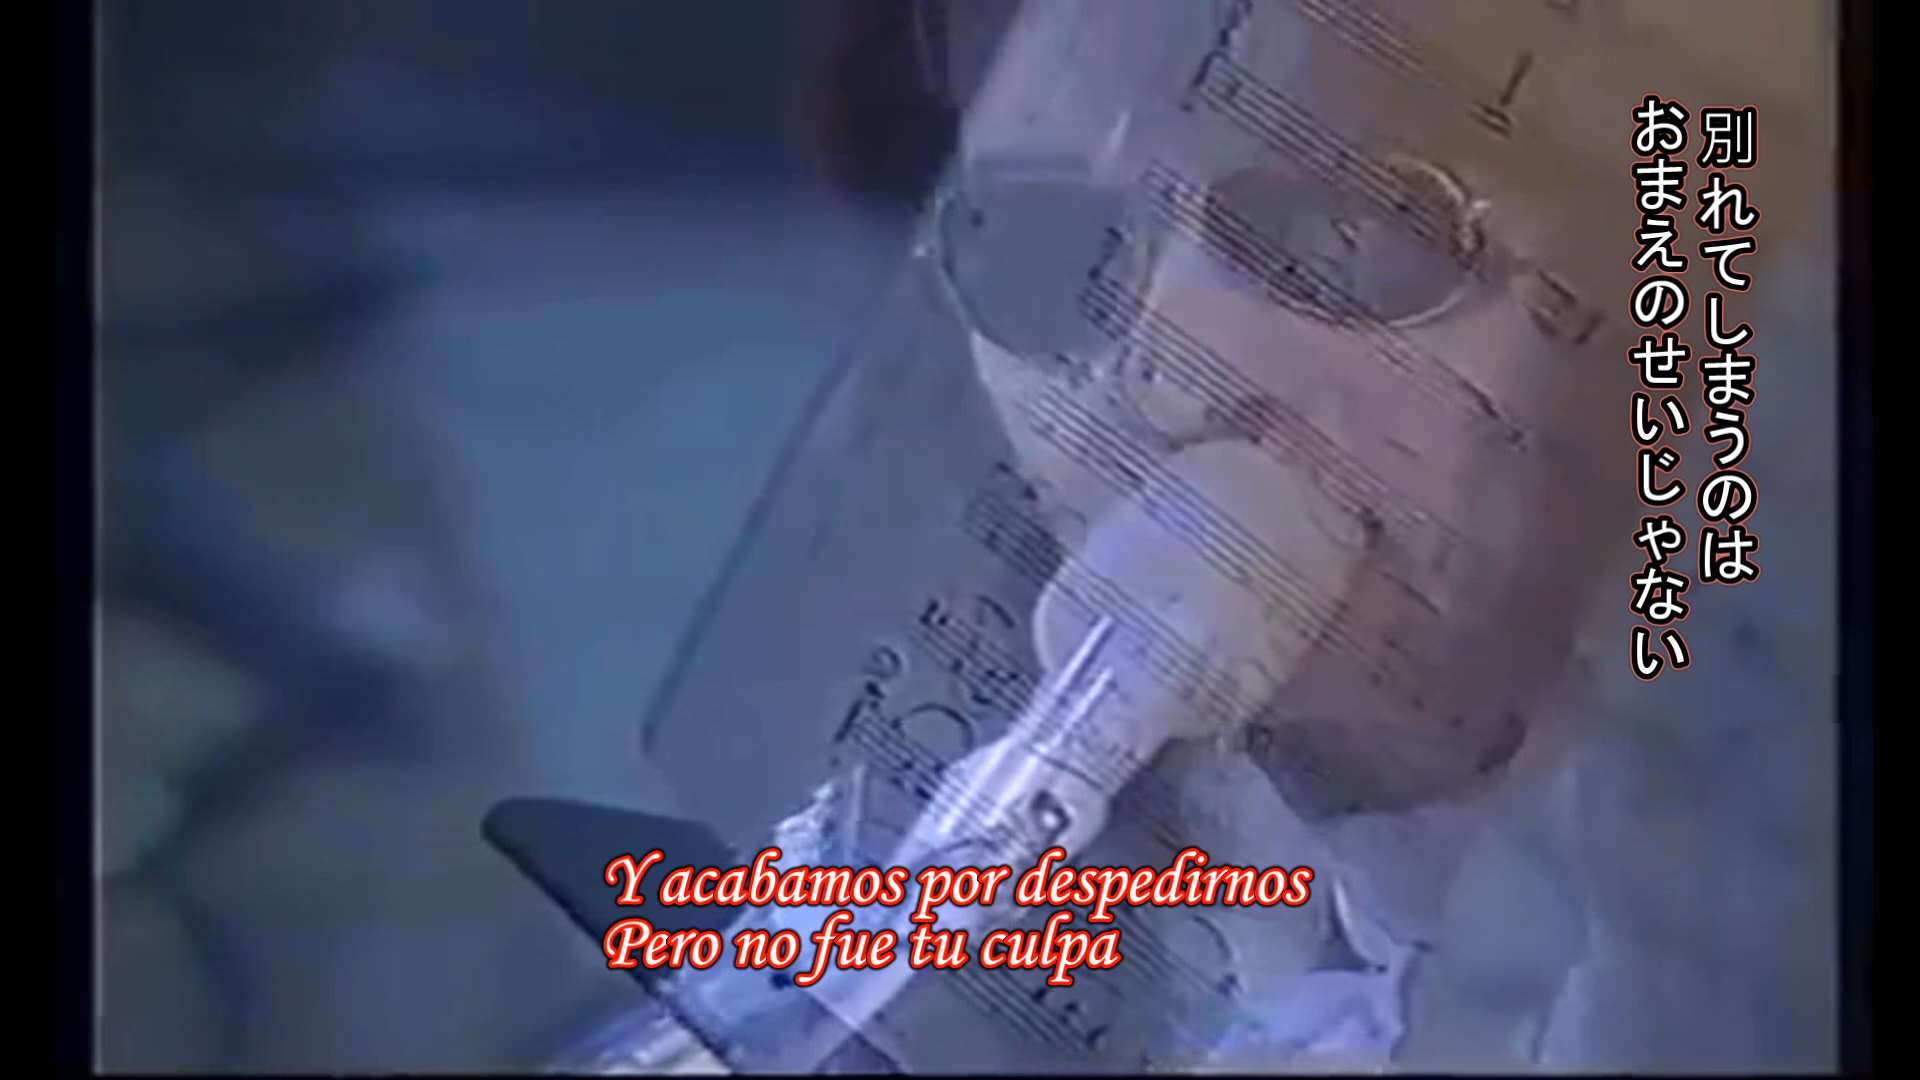 別れてしまうのは
おまえのせいじゃない
Y acabamos por despedirnos
Pero no fue tu culpa